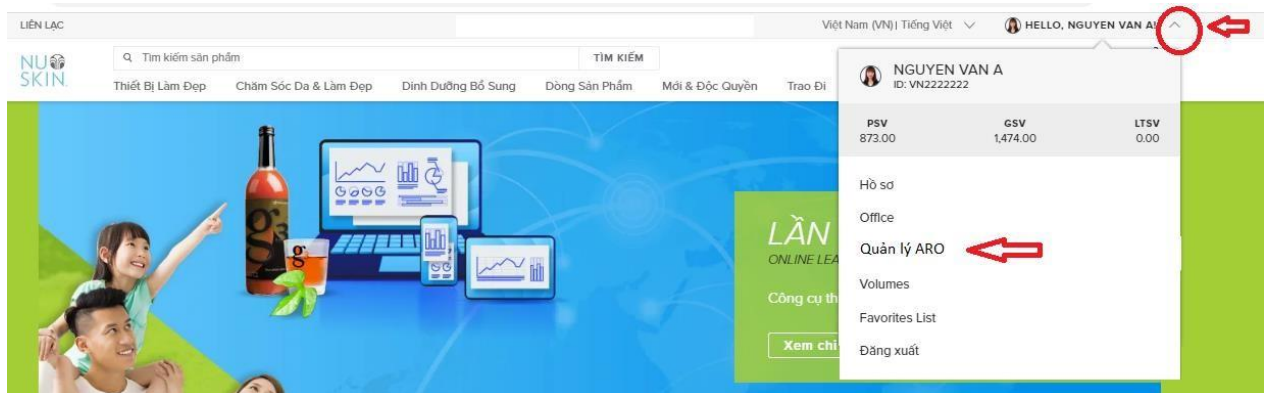 LIÊN LẠC
Việt Nam (VN) | Tiếng Việt
HELLO, NGUYEN VAN A!
NU
SKIN
Tìm kiếm sản phẩm
TÌM KIẾM
Thiết Bị Làm Đẹp Chăm Sóc Da & Làm Đẹp Dinh Dưỡng Bổ Sung Dòng Sản Phẩm Mới & Độc Quyền Trao Đi
NGUYEN VAN A
ID: VN2222222
PSV GSV LTSV
873.00 1,474.00 0.00
Hồ sơ
Office
Quản lý ARO
Volumes
Favorites List
Đăng xuất
g3
g3
LẦN
ONLINE LEA
Công cụ th
Xem chi